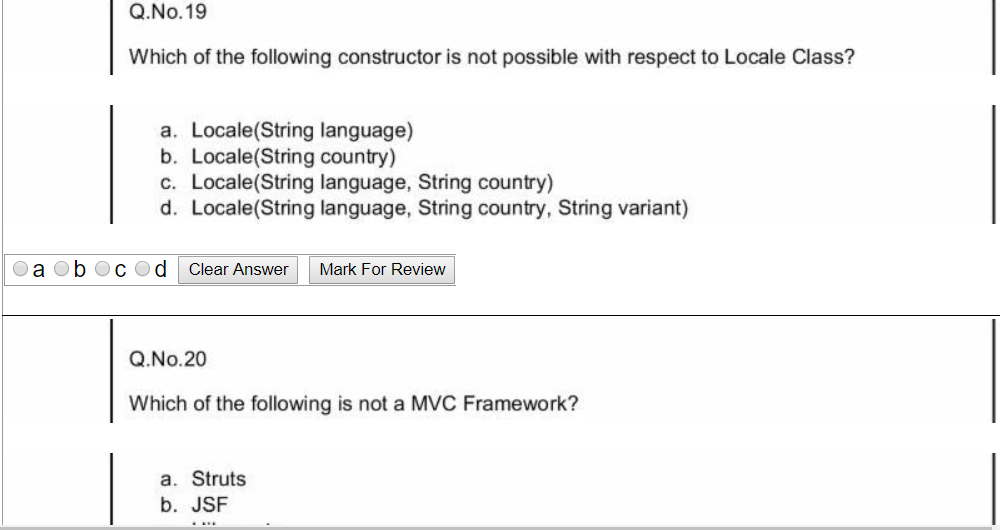 Q.No.19
Which of the following constructor is not possible with respect to Locale Class?
a. Locale(String language)
b. Locale(String country)
c. Locale(String language, String country)
d. Locale(String language, String country, String variant)
a b c d Clear Answer Mark For Review
Q.No.20
Which of the following is not a MVC Framework?
a. Struts
b. JSF